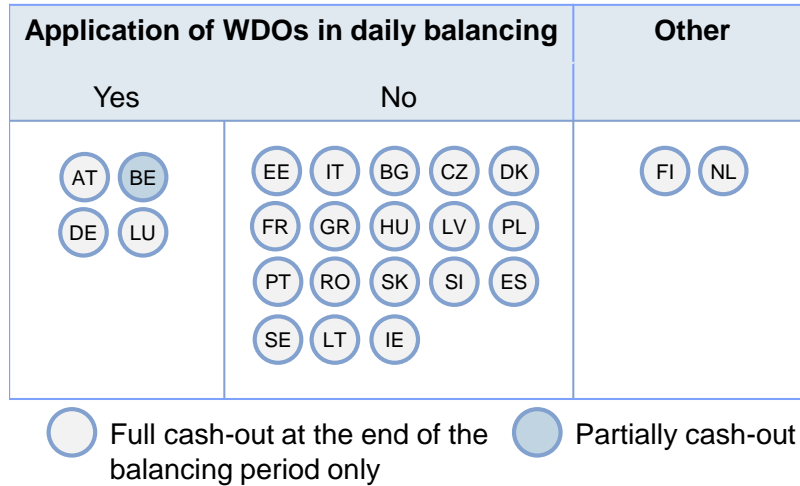 Application of WDOs in daily balancing Other
Yes No
AT BE EE IT BG CZ DK FI NL
DE LU FR GR HU LV PL
PT RO SK SI ES
SE LT IE
Full cash-out at the end of the Partially cash-out
balancing period only